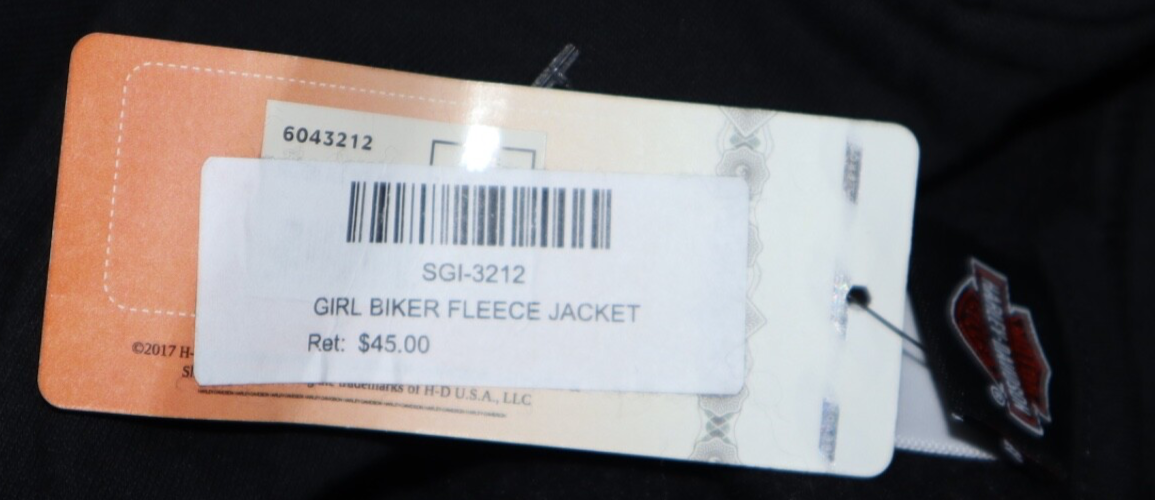 6043212
SGI-3212
GIRL BIKER FLEECE JACKET
Ret: $45.00
©2017 H-
trademarks of H-D U.S.A., LLC